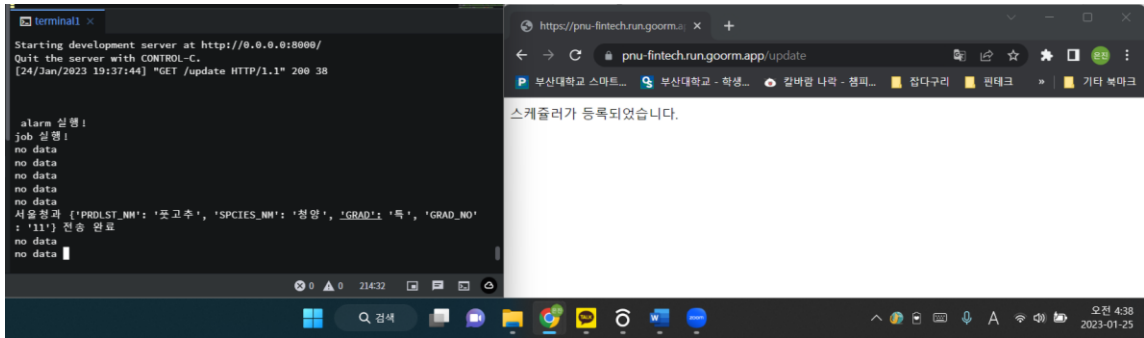 terminal1
Starting development server at http://0.0.0.0:8000/
Quit the server with CONTROL-C.
[24/Jan/2023 19:37:44] "GET /update HTTP/1.1" 200 38
alarm 실행!
job 실행!
no data
no data
no data
no data
no data
서울청과 {'PRDLST_NM': '풋고추', 'SPCIES_NM': '청양', 'GRAD': '특', 'GRAD_NO'
: '11'} 전송 완료
no data
no data
0 0 214:32
https://pnu-fintech.run.goorm.a
pnu-fintech.run.goorm.app/update
은진
부산대학교 스마트... 부산대학교 - 학생... 칼바람 나락 - 챔피... 잡다구리 핀테크 » 기타 북마크
스케쥴러가 등록되었습니다.
검색
TALK
zoom
A
오전 4:38
2023-01-25